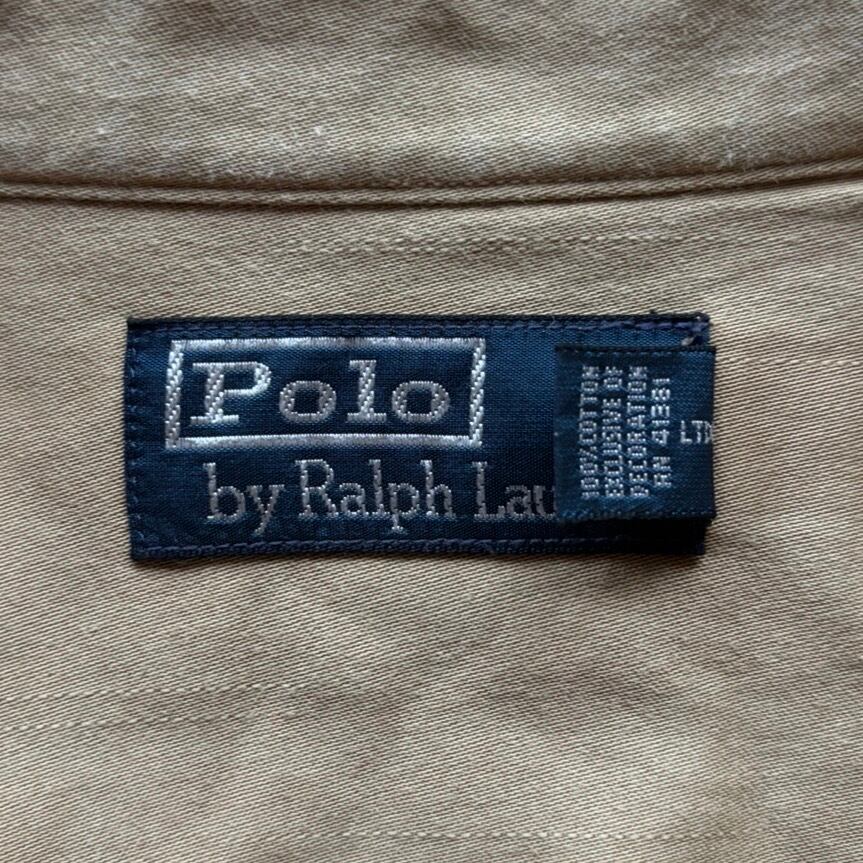 Polo
by Ralph Lau
100% COTTON
EXCLUSIVE OF
DECORATION
RN 41381
LTX